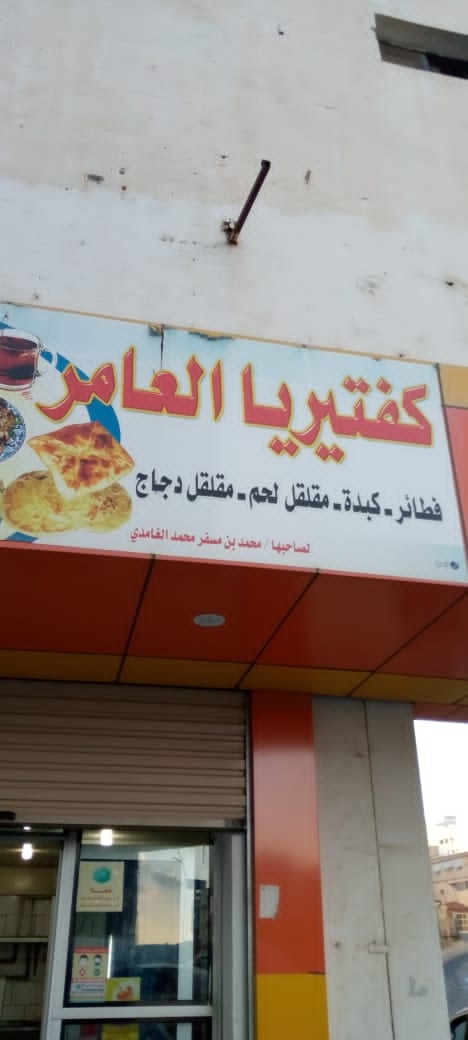 كفتيريا العامر
فطائر - كبدة - مقلقل لحم - مقلقل دجاج
لصاحبها / محمد بن مسفر محمد الغامدي